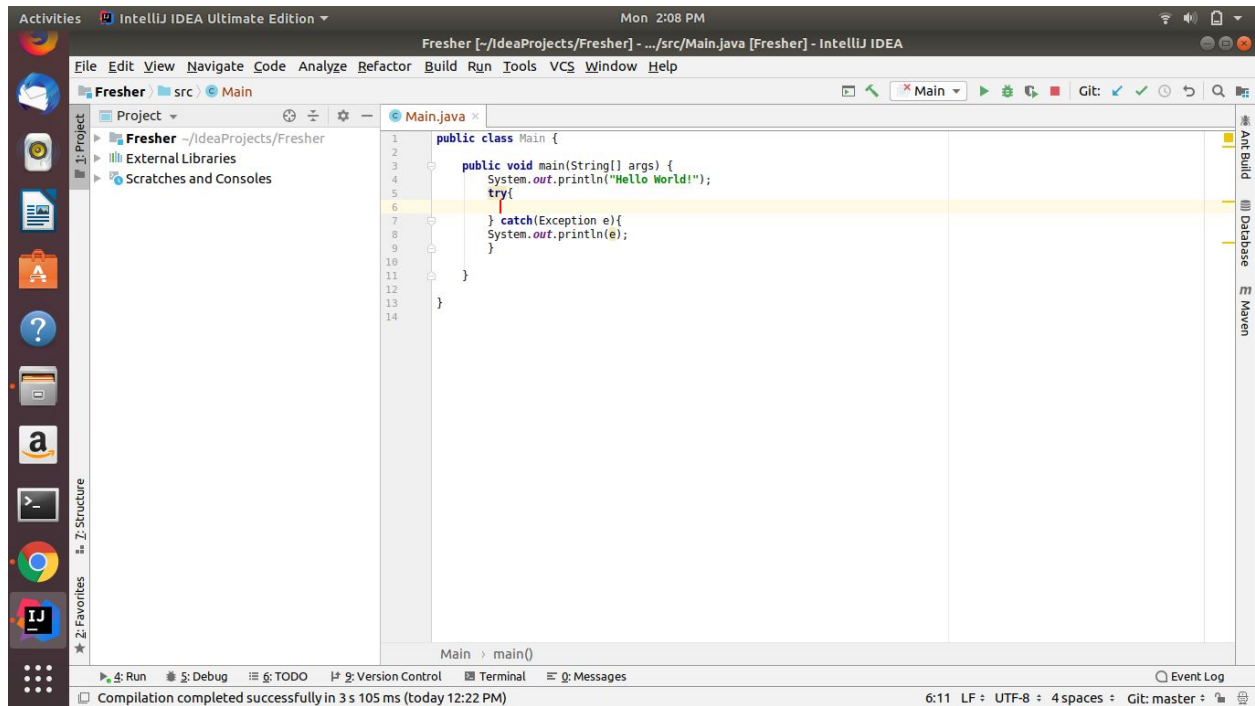 Activities IntelliJ IDEA Ultimate Edition Mon 2:08 PM
Fresher [~/IdeaProjects/Fresher] - .../src/Main.java [Fresher] - IntelliJ IDEA
File Edit View Navigate Code Analyze Refactor Build Run Tools VCS Window Help
Fresher src Main Main Git:
1: Project
Project
Fresher ~/IdeaProjects/Fresher
External Libraries
Scratches and Consoles
Main.java
1 public class Main {
2
3 public void main(String[] args) {
4 System.out.println("Hello World!");
5 try{
6
7 } catch(Exception e){
8 System.out.println(e);
9 }
10
11 }
12
13 }
14
Ant Build
Database
m Maven
Z: Structure
2: Favorites
a
>_
IJ
Main › main()
4: Run 5: Debug 6: TODO 9: Version Control Terminal 0: Messages Event Log
Compilation completed successfully in 3 s 105 ms (today 12:22 PM) 6:11 LF UTF-8 4 spaces Git: master